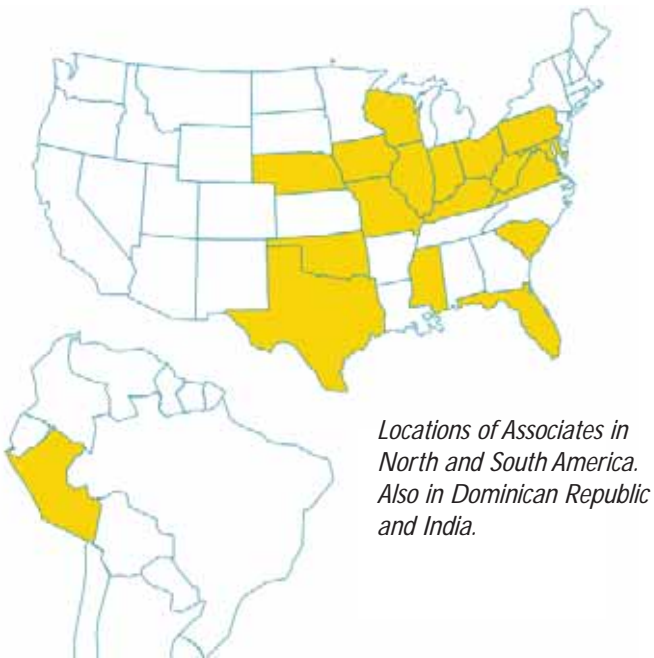 Locations of Associates in
North and South America.
Also in Dominican Republic
and India.